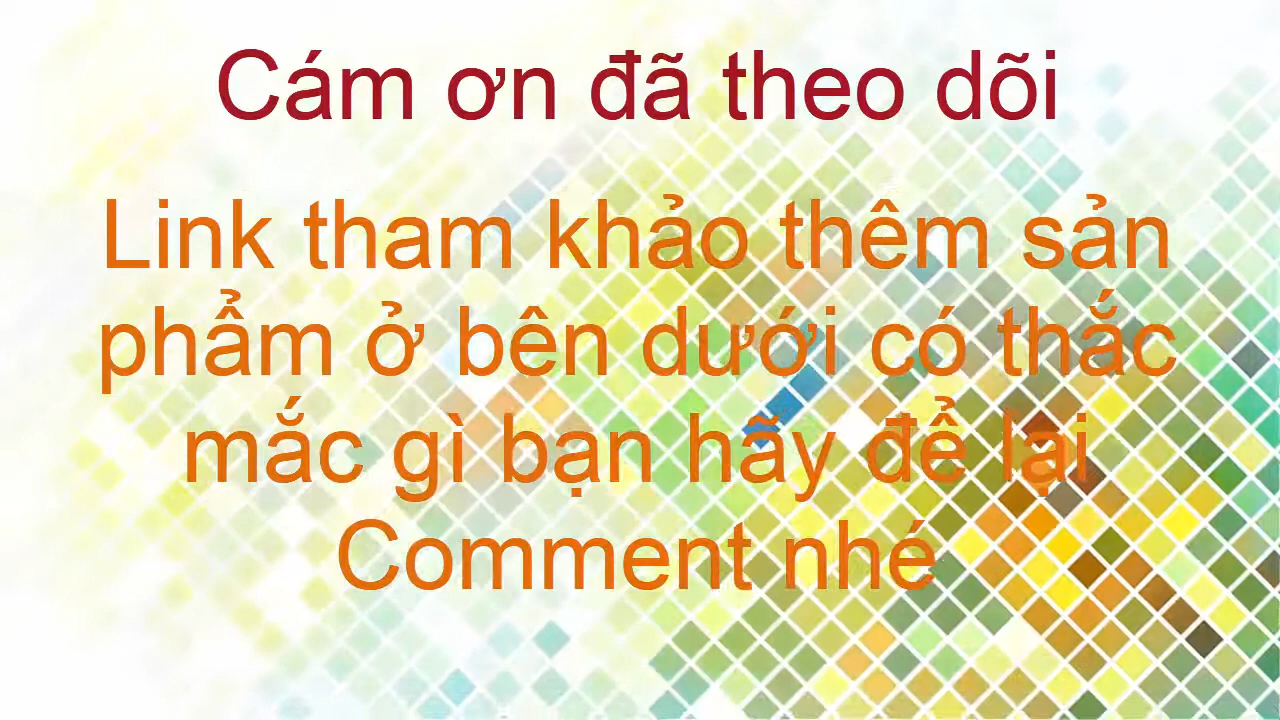 Cám ơn đã theo dõi
Link tham khảo thêm sản
phẩm ở bên dưới có thắc
mắc gì bạn hãy để lại
Comment nhé